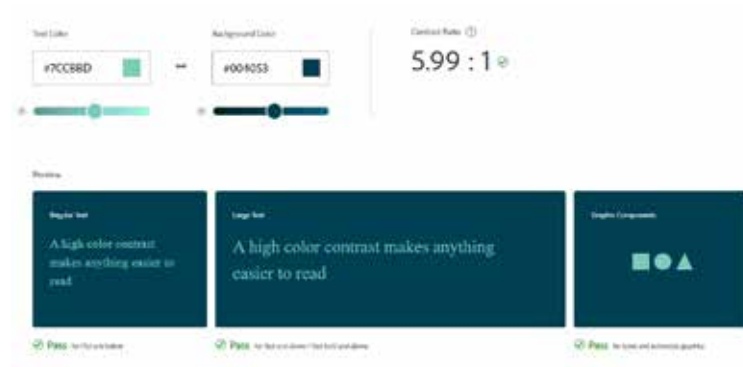 Text Color
Background Color
Contrast Ratio
#7CCBBD
#004053
5.99 : 1
Preview
Regular Text
A high color contrast
makes anything easier to
read
Large Text
A high color contrast makes anything
easier to read
Graphic Components
Pass
Pass
Pass